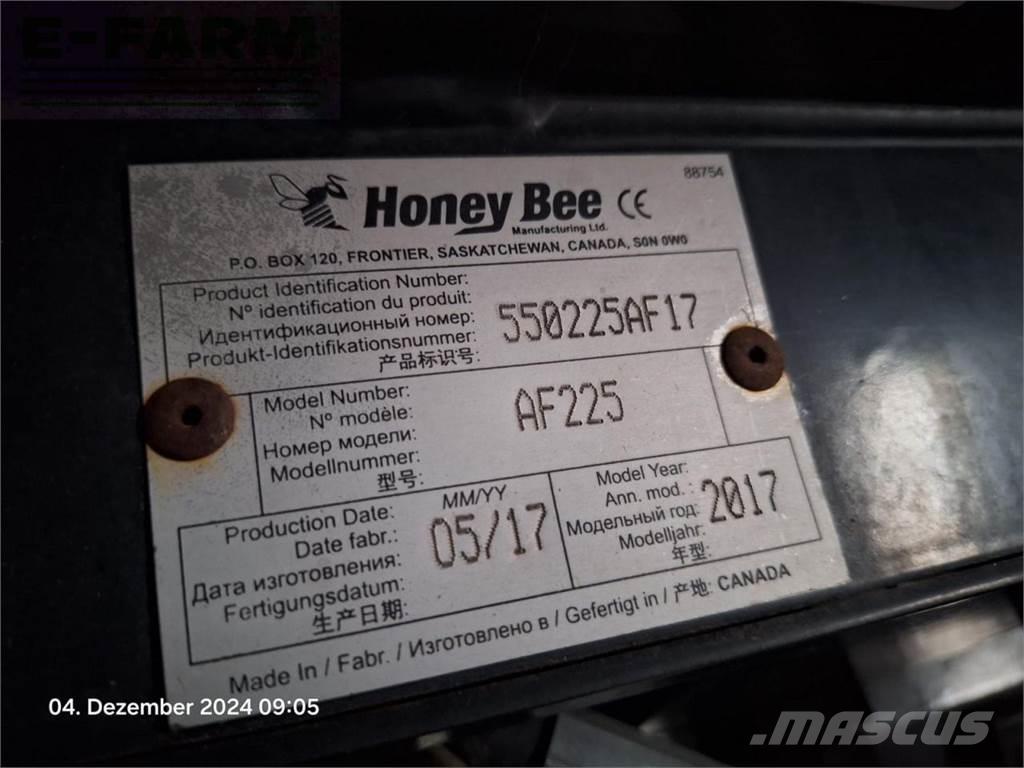 E-FARM
88754
Honey Bee CE
Manufacturing Ltd.
P.O. BOX 120, FRONTIER, SASKATCHEWAN, CANADA, S0N 0W0
Product Identification Number:
Nº identification du produit:
Идентификационный номер:
Produkt-Identifikationsnummer:
产品标识号:
550225AF17
Model Number:
Nº modèle:
Номер модели:
Modellnummer:
型号:
AF225
Production Date:
Date fabr.:
Дата изготовления:
Fertigungsdatum:
生产日期:
MM/YY
05/17
Model Year:
Ann. mod. :
Модельный год:
Modelljahr:
年型:
2017
Made In / Fabr. / Изготовлено в / Gefertigt in / 产地: CANADA
04. Dezember 2024 09:05
MASCUS